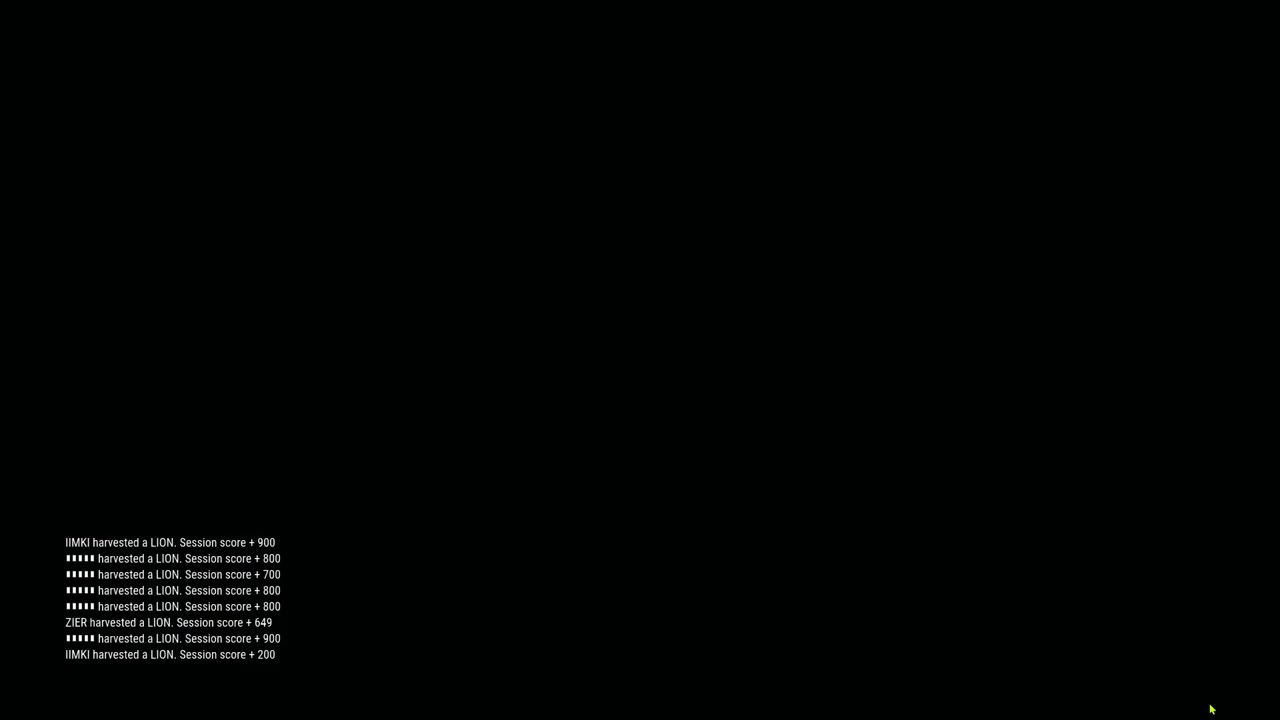 IIMKI harvested a LION. Session score + 900
▮▮▮▮▮ harvested a LION. Session score + 800
▮▮▮▮▮ harvested a LION. Session score + 700
▮▮▮▮▮ harvested a LION. Session score + 800
▮▮▮▮▮ harvested a LION. Session score + 800
ZIER harvested a LION. Session score + 649
▮▮▮▮▮ harvested a LION. Session score + 900
IIMKI harvested a LION. Session score + 200